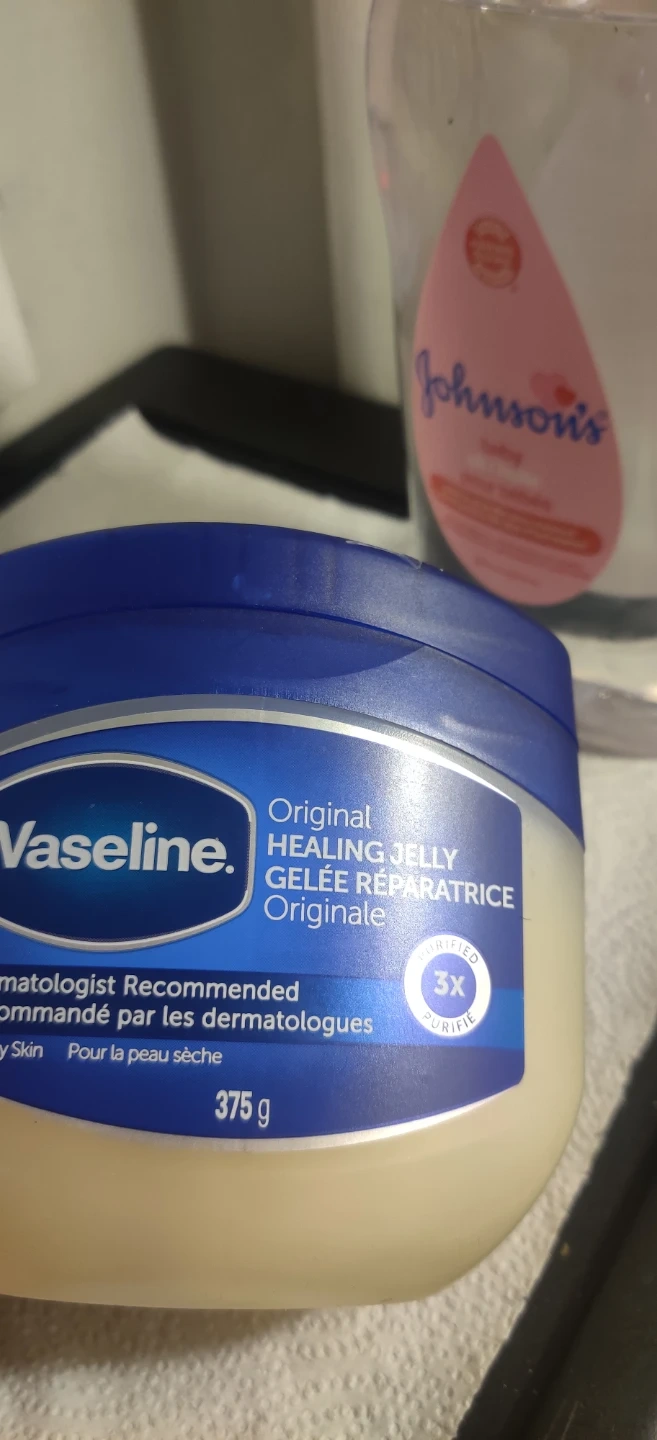 Johnson's
baby
Vaseline.
Original
HEALING JELLY
GELÉE RÉPARATRICE
Originale
PURIFIED
3x
PURIFIÉ
matologist Recommended
ommandé par les dermatologues
y Skin Pour la peau sèche
375 g